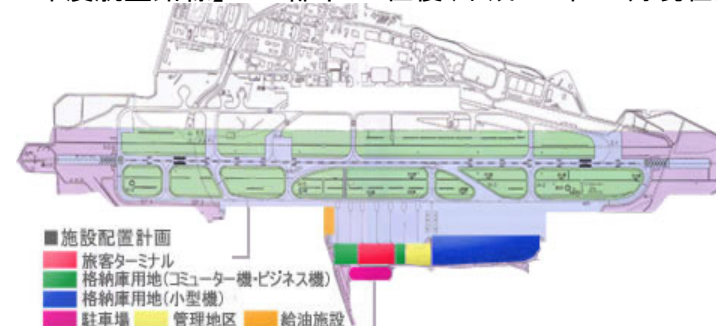 ■施設配置計画
旅客ターミナル
格納庫用地(コミューター機・ビジネス機)
格納庫用地(小型機)
駐車場 管理地区 給油施設